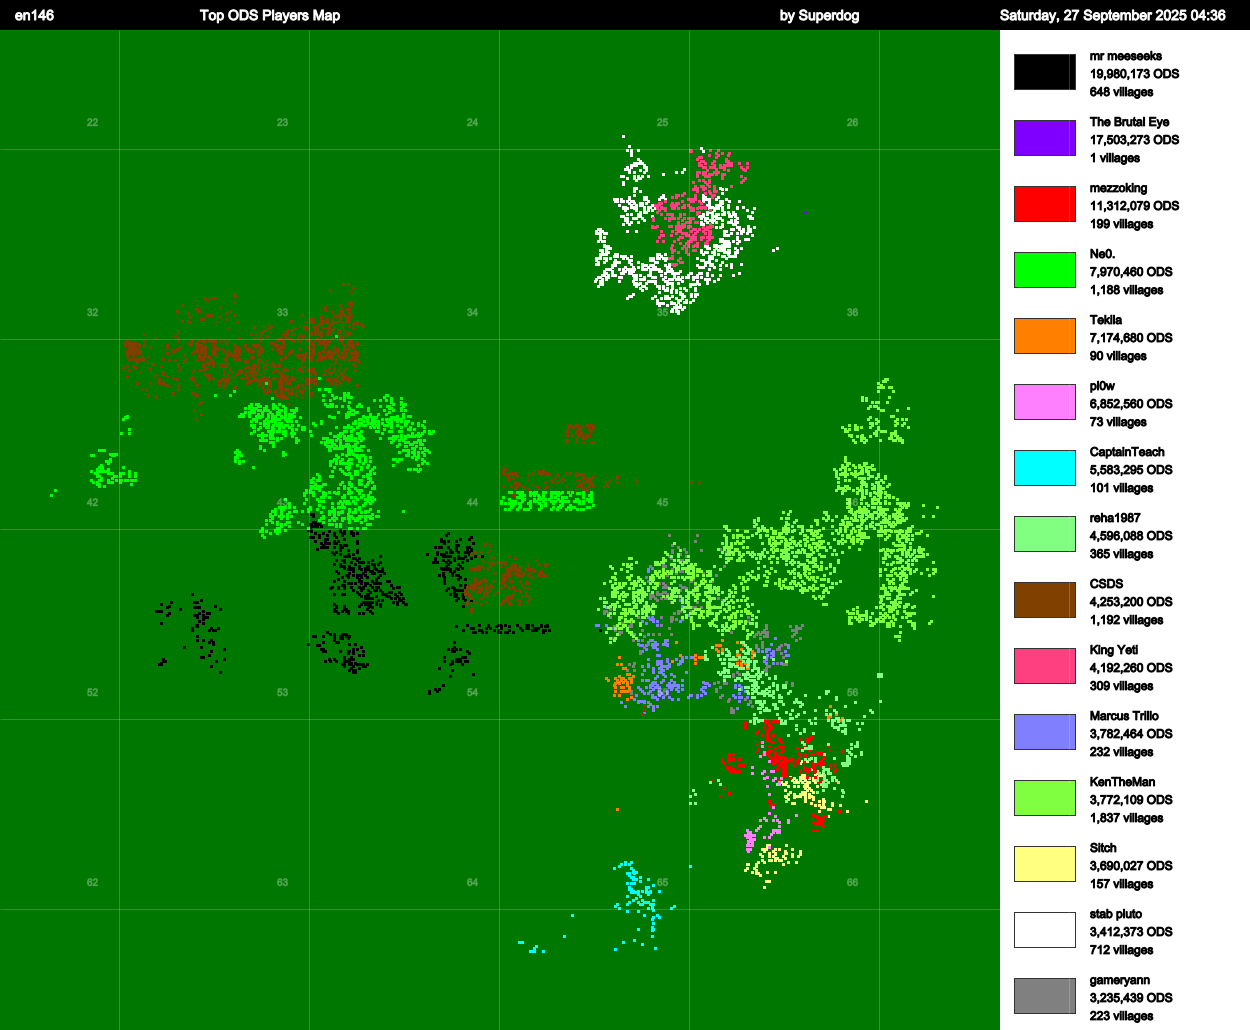 en146 Top ODS Players Map by Superdog Saturday, 27 September 2025 04:36
22 23 24 25 26
32 33 34 35 36
42 43 44 45
52 53 54 56
62 63 64 65 66
mr meeseeks
19,980,173 ODS
648 villages
The Brutal Eye
17,503,273 ODS
1 villages
mezzoking
11,312,079 ODS
199 villages
Ne0.
7,970,460 ODS
1,188 villages
Tekila
7,174,680 ODS
90 villages
pl0w
6,852,560 ODS
73 villages
CaptainTeach
5,583,295 ODS
101 villages
reha1987
4,596,088 ODS
365 villages
CSDS
4,253,200 ODS
1,192 villages
King Yeti
4,192,260 ODS
309 villages
Marcus Trillo
3,782,464 ODS
232 villages
KenTheMan
3,772,109 ODS
1,837 villages
Sitch
3,690,027 ODS
157 villages
stab pluto
3,412,373 ODS
712 villages
gameryann
3,235,439 ODS
223 villages